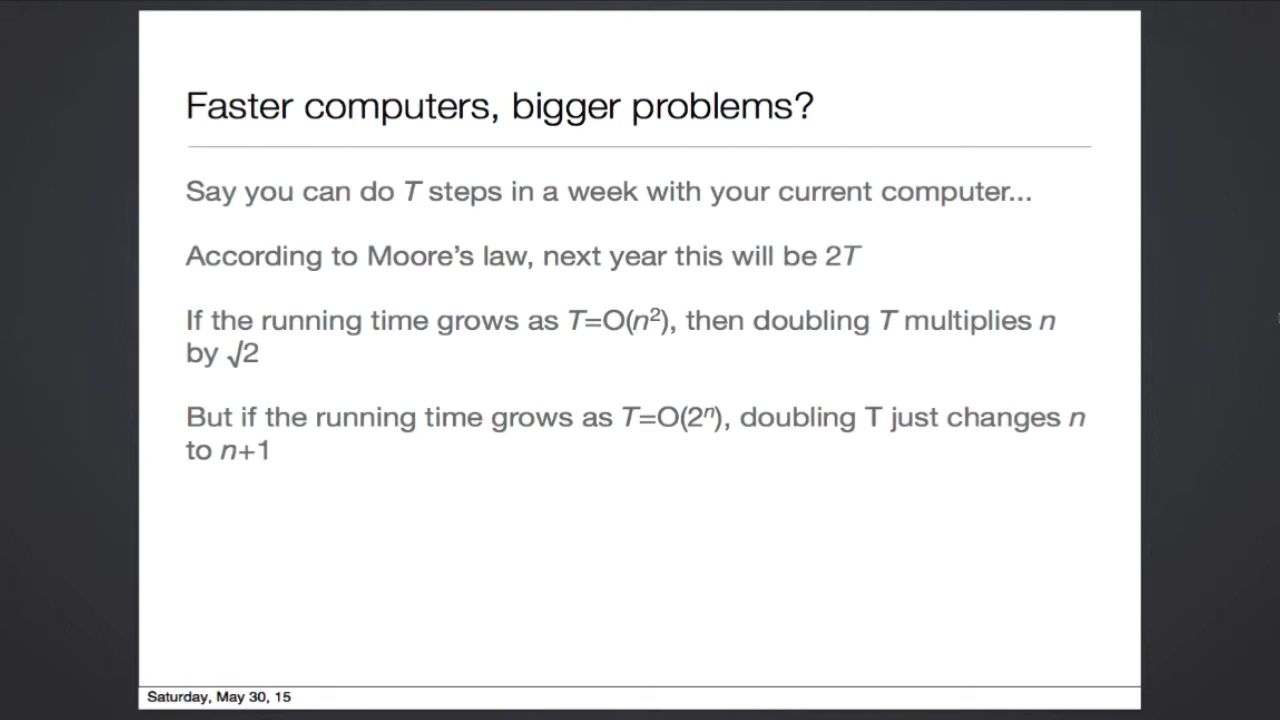 Faster computers, bigger problems?
Say you can do T steps in a week with your current computer...
According to Moore’s law, next year this will be 2T
If the running time grows as T=O(n²), then doubling T multiplies n
by √2
But if the running time grows as T=O(2ⁿ), doubling T just changes n
to n+1
Saturday, May 30, 15